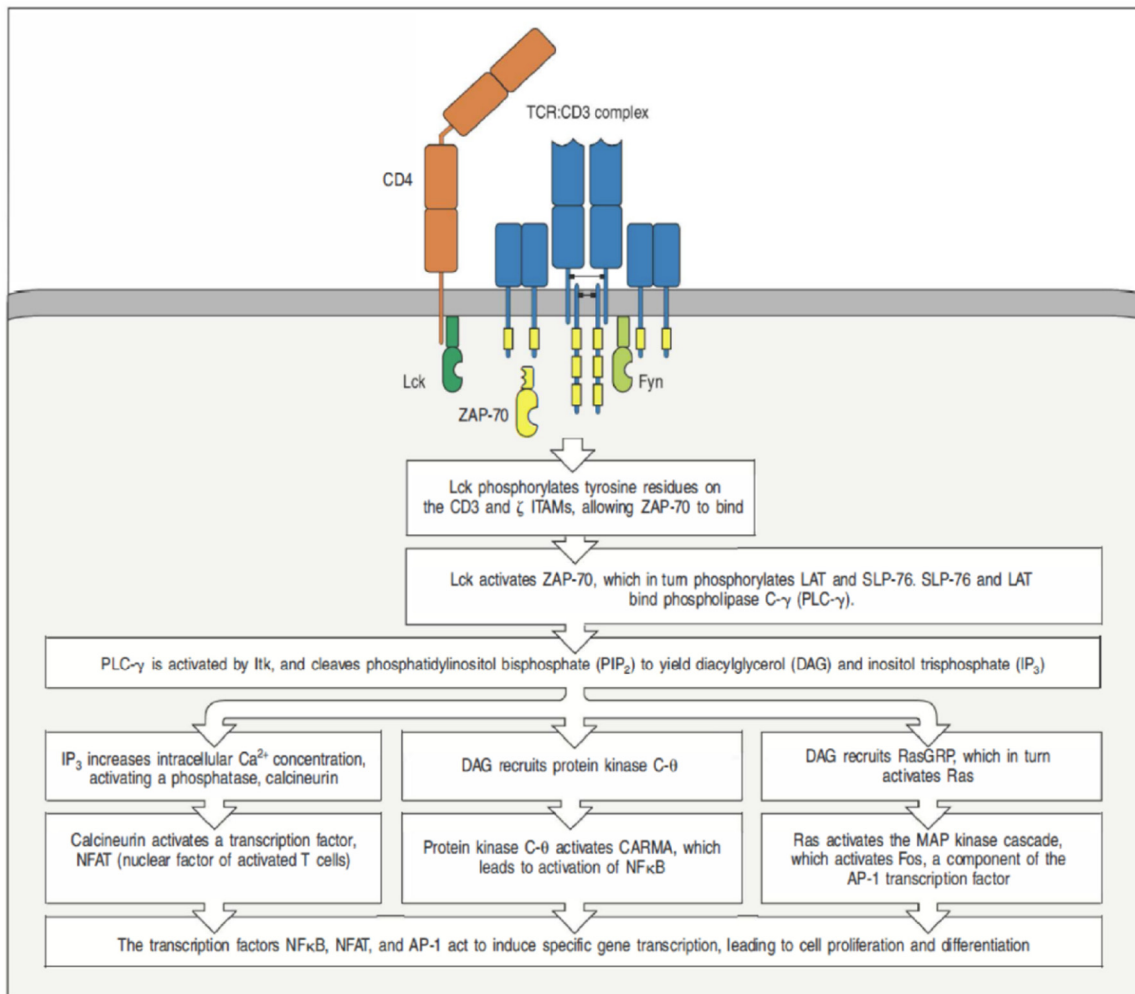 TCR:CD3 complex
CD4
Lck
Fyn
ZAP-70
Lck phosphorylates tyrosine residues on
the CD3 and ζ ITAMs, allowing ZAP-70 to bind
Lck activates ZAP-70, which in turn phosphorylates LAT and SLP-76. SLP-76 and LAT
bind phospholipase C-γ (PLC-γ).
PLC-γ is activated by Itk, and cleaves phosphatidylinositol bisphosphate (PIP₂) to yield diacylglycerol (DAG) and inositol trisphosphate (IP₃)
IP₃ increases intracellular Ca²⁺ concentration,
activating a phosphatase, calcineurin
DAG recruits protein kinase C-θ
DAG recruits RasGRP, which in turn
activates Ras
Calcineurin activates a transcription factor,
NFAT (nuclear factor of activated T cells)
Protein kinase C-θ activates CARMA, which
leads to activation of NFκB
Ras activates the MAP kinase cascade,
which activates Fos, a component of the
AP-1 transcription factor
The transcription factors NFκB, NFAT, and AP-1 act to induce specific gene transcription, leading to cell proliferation and differentiation